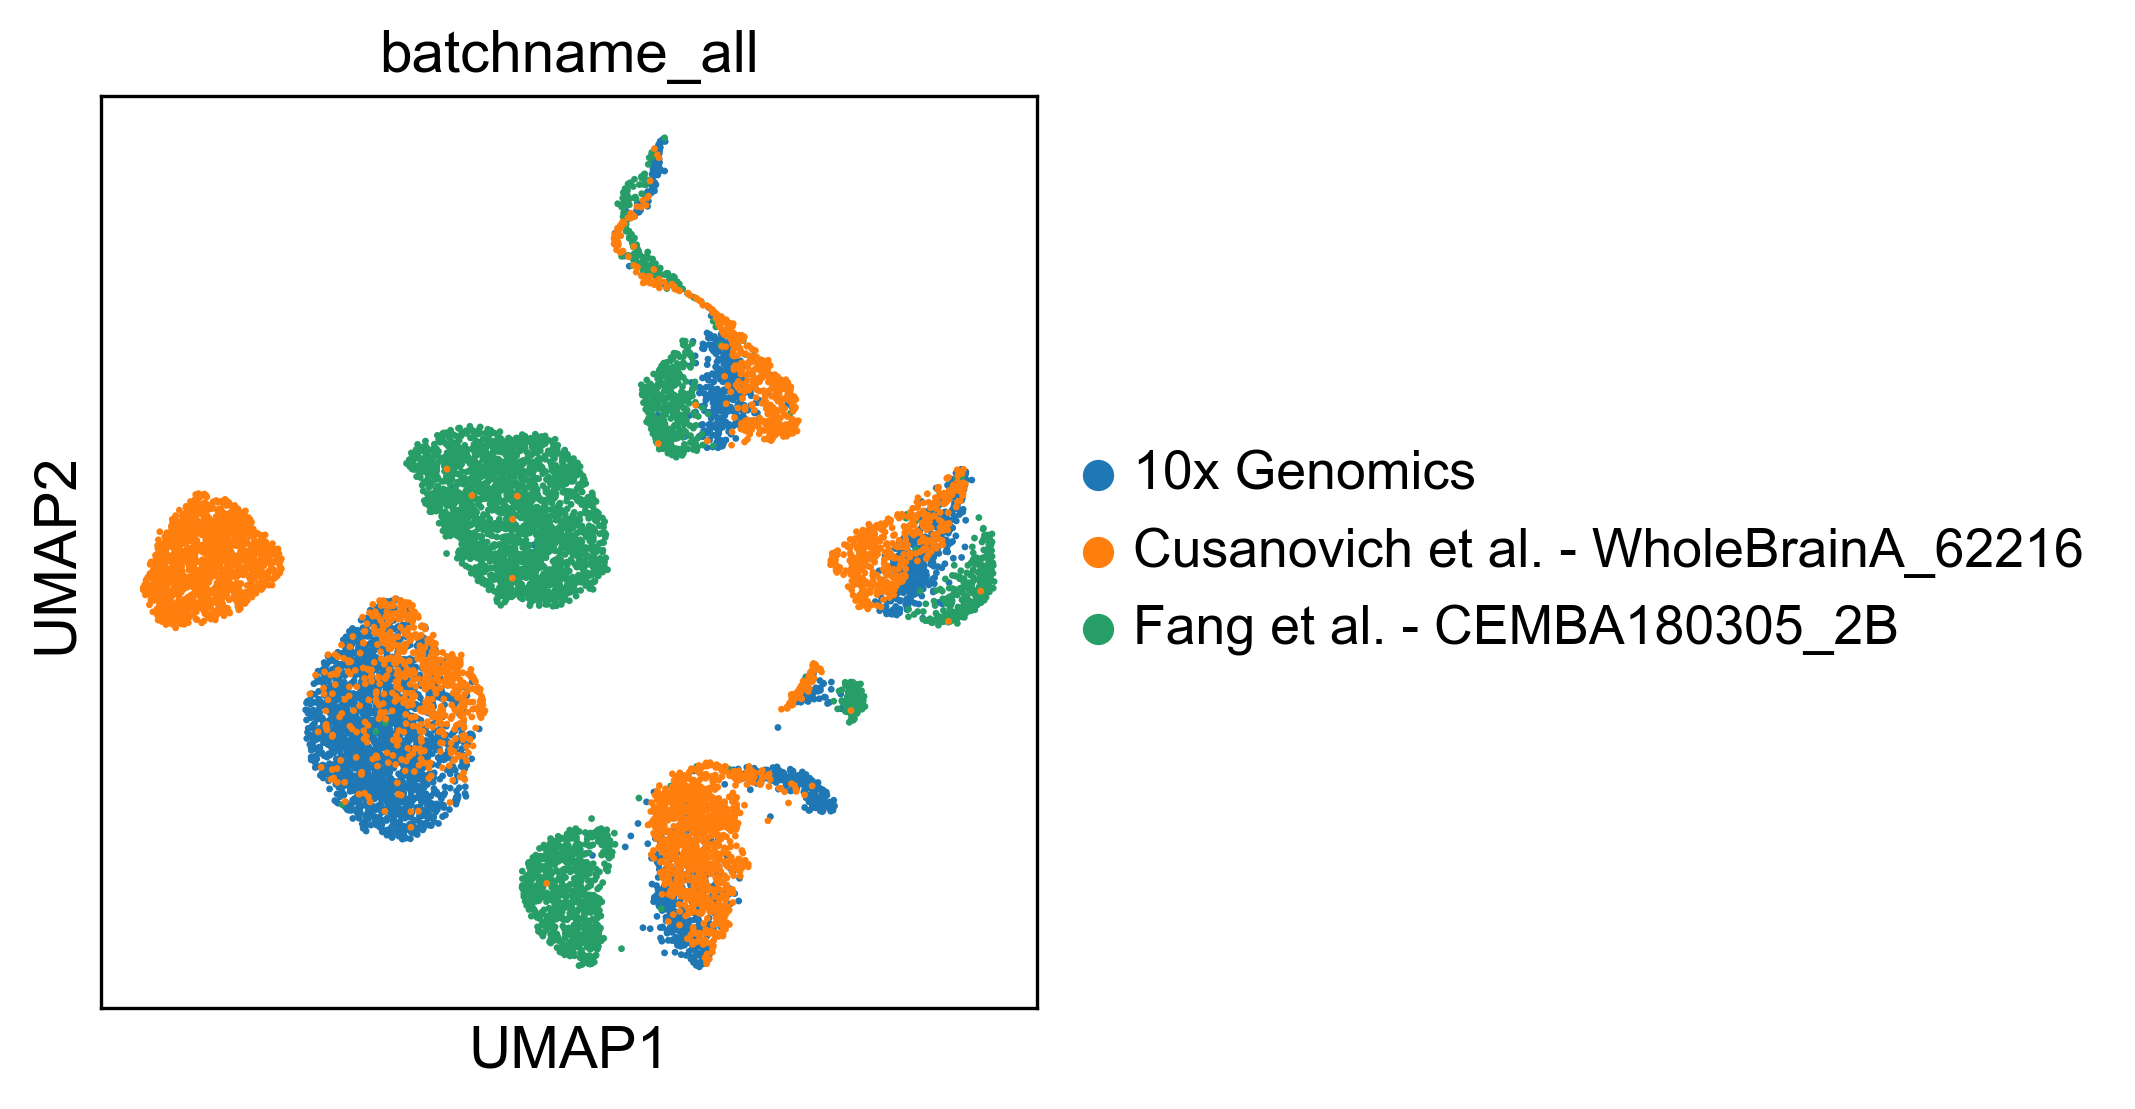 batchname_all
UMAP2
UMAP1
10x Genomics
Cusanovich et al. - WholeBrainA_62216
Fang et al. - CEMBA180305_2B